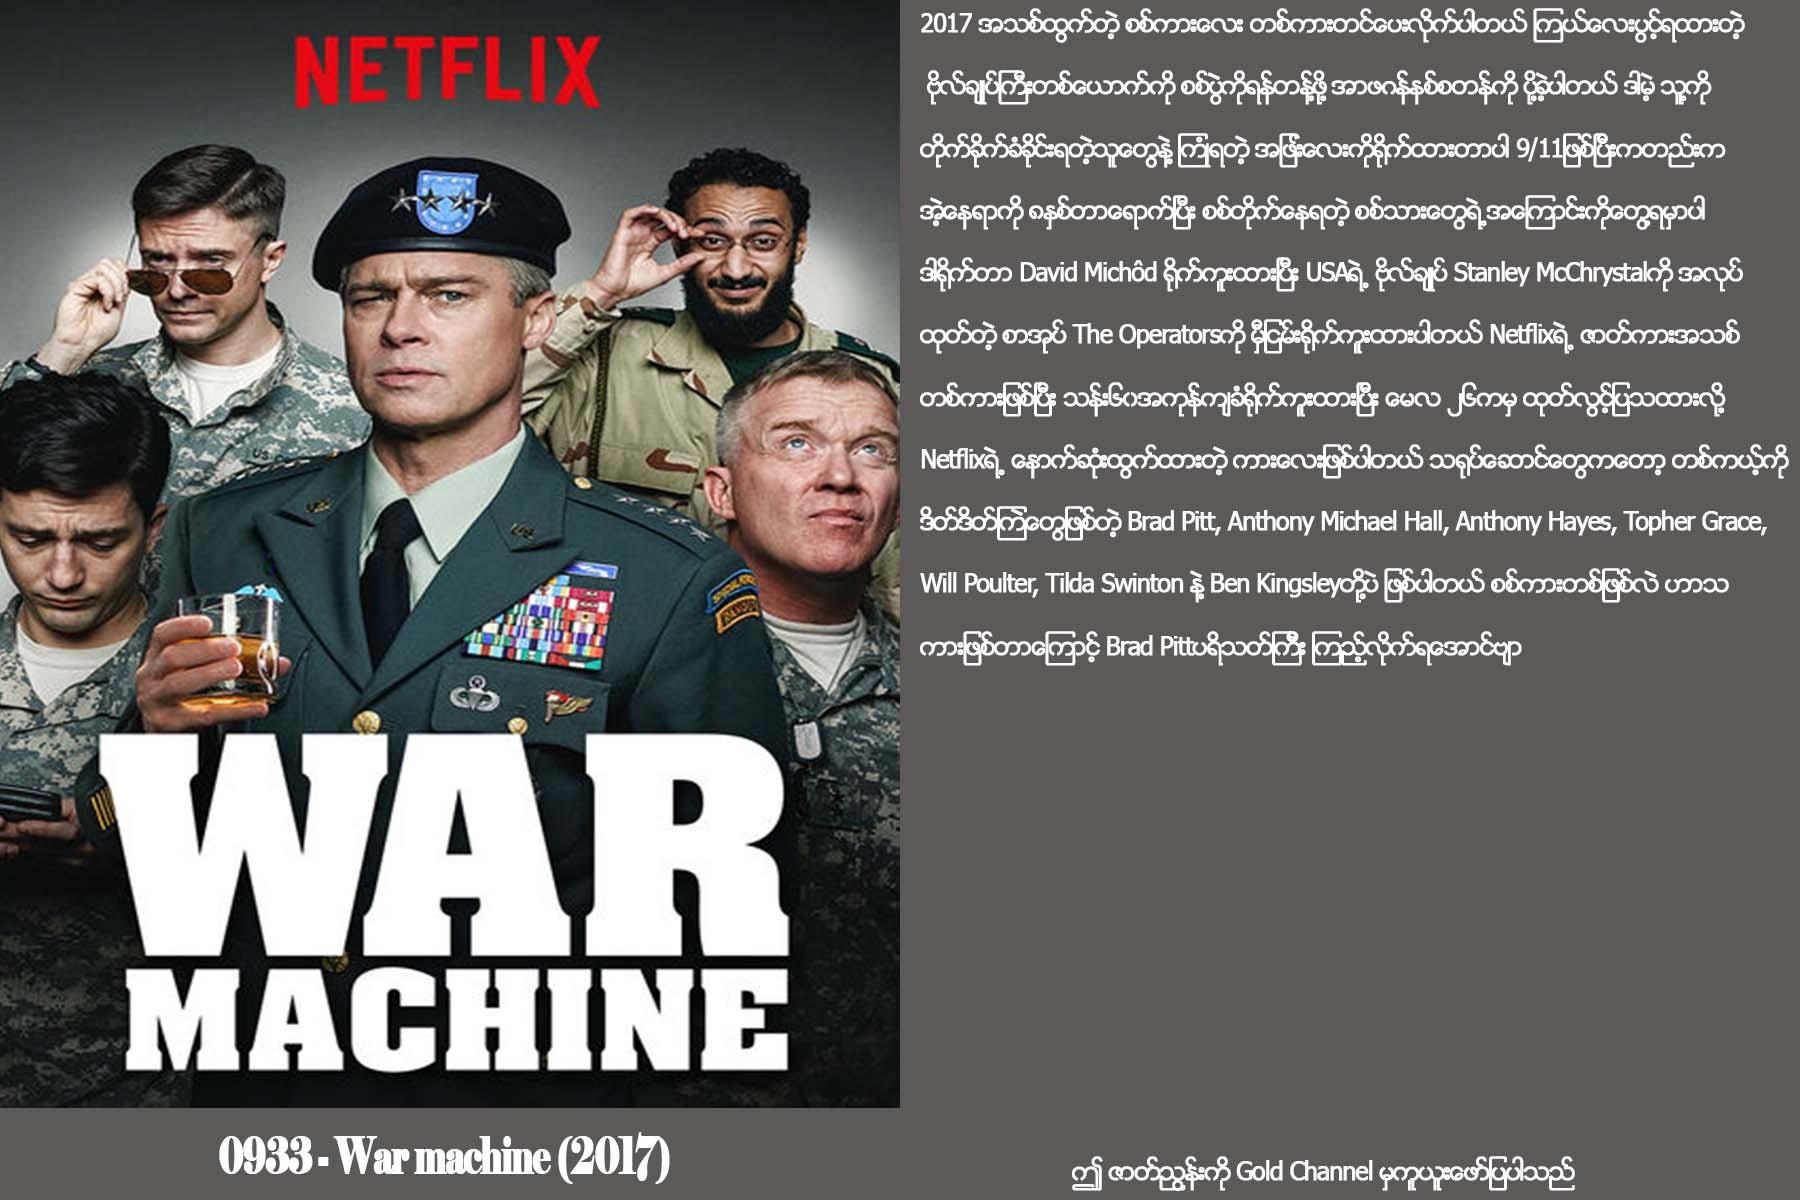 NETFLIX
WAR
MACHINE
0933 - War machine (2017)
2017 အသစ်ထွက်တဲ့ စစ်ကားလေး တစ်ကားတင်ပေးလိုက်ပါတယ် ကြယ်လေးပွင့်ရထားတဲ့
ဗိုလ်ချုပ်ကြီးတစ်ယောက်ကို စစ်ပွဲကိုရန်တန့်ဖို့ အာဖဂန်နစ်စတန်ကို ပို့ခဲ့ပါတယ် ဒါမဲ့ သူ့ကို
တိုက်ခိုက်ခံခိုင်းရတဲ့သူတွေနဲ့ ကြုံရတဲ့ အဖြစ်လေးကိုရိုက်ထားတာပါ 9/11ဖြစ်ပြီးကတည်းက
အဲ့နေရာကို ၈နှစ်တာရောက်ပြီး စစ်တိုက်နေရတဲ့ စစ်သားတွေရဲ့အကြောင်းကိုတွေ့ရမှာပါ
ဒါရိုက်တာ David Michôd ရိုက်ကူးထားပြီး USAရဲ့ ဗိုလ်ချုပ် Stanley McChrystalကို အလုပ်
ထုတ်တဲ့ စာအုပ် The Operatorsကို မှီငြမ်းရိုက်ကူးထားပါတယ် Netflixရဲ့ ဇာတ်ကားအသစ်
တစ်ကားဖြစ်ပြီး သန်း၆၀အကုန်ကျခံရိုက်ကူးထားပြီး မေလ ၂၆ကမှ ထုတ်လွင့်ပြသထားလို့
Netflixရဲ့ နောက်ဆုံးထွက်ထားတဲ့ ကားလေးဖြစ်ပါတယ် သရုပ်ဆောင်တွေကတော့ တစ်ကယ့်ကို
ဒိတ်ဒိတ်ကြဲတွေဖြစ်တဲ့ Brad Pitt, Anthony Michael Hall, Anthony Hayes, Topher Grace,
Will Poulter, Tilda Swinton နဲ့ Ben Kingsleyတို့ပဲ ဖြစ်ပါတယ် စစ်ကားတစ်ဖြစ်လဲ ဟာသ
ကားဖြစ်တာကြောင့် Brad Pittပရိသတ်ကြီး ကြည့်လိုက်ရအောင်ဗျာ
ဤ ဇာတ်ညွှန်းကို Gold Channel မှကူယူးဖော်ပြပါသည်